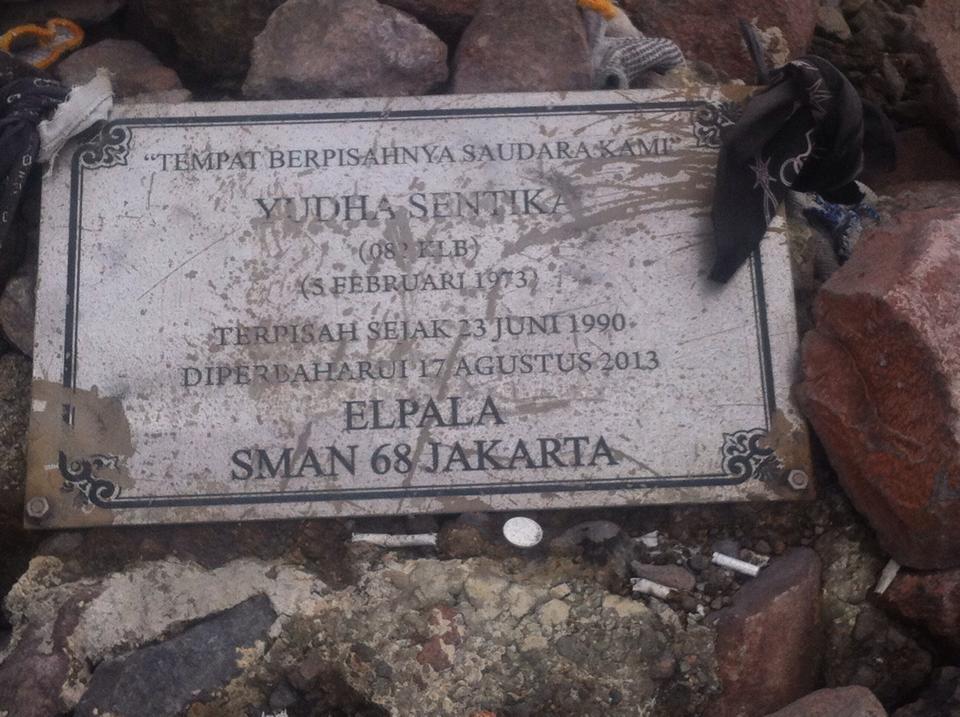 "TEMPAT BERPISAHNYA SAUDARA KAMI"
YUDHA SENTIKA
KLB)
(5 FEBRUARI 1973)
TERPISAH SEJAK 23 JUNI 1990
DIPERBAHARUI 17 AGUSTUS 2013
ELPALA
SMAN 68 JAKARTA